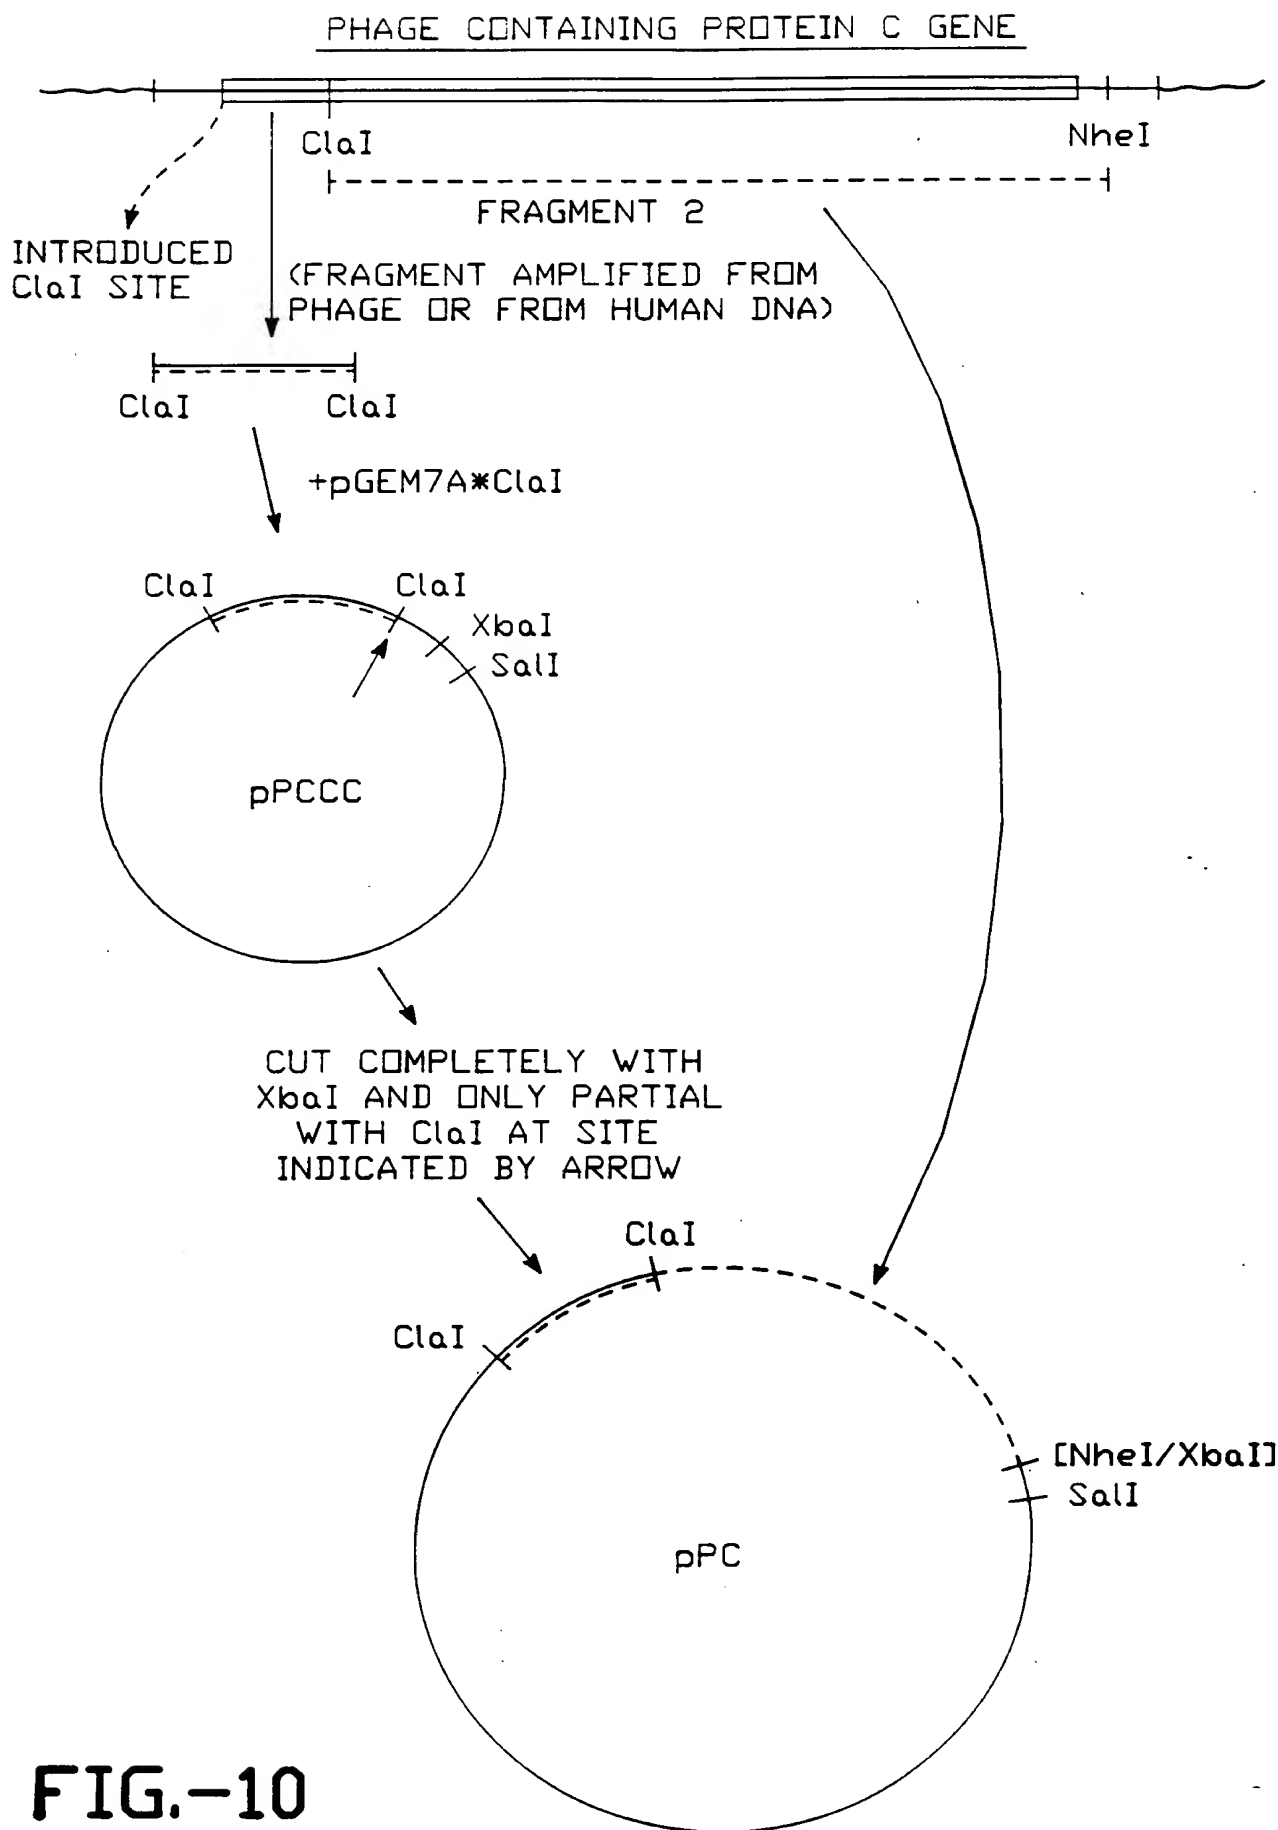 PHAGE CONTAINING PROTEIN C GENE
ClaI
NheI
FRAGMENT 2
INTRODUCED
ClaI SITE
(FRAGMENT AMPLIFIED FROM
PHAGE OR FROM HUMAN DNA)
ClaI
ClaI
+pGEM7A*ClaI
ClaI
ClaI
XbaI
SalI
pPCCC
CUT COMPLETELY WITH
XbaI AND ONLY PARTIAL
WITH ClaI AT SITE
INDICATED BY ARROW
ClaI
ClaI
[NheI/XbaI]
SalI
pPC
FIG.-10